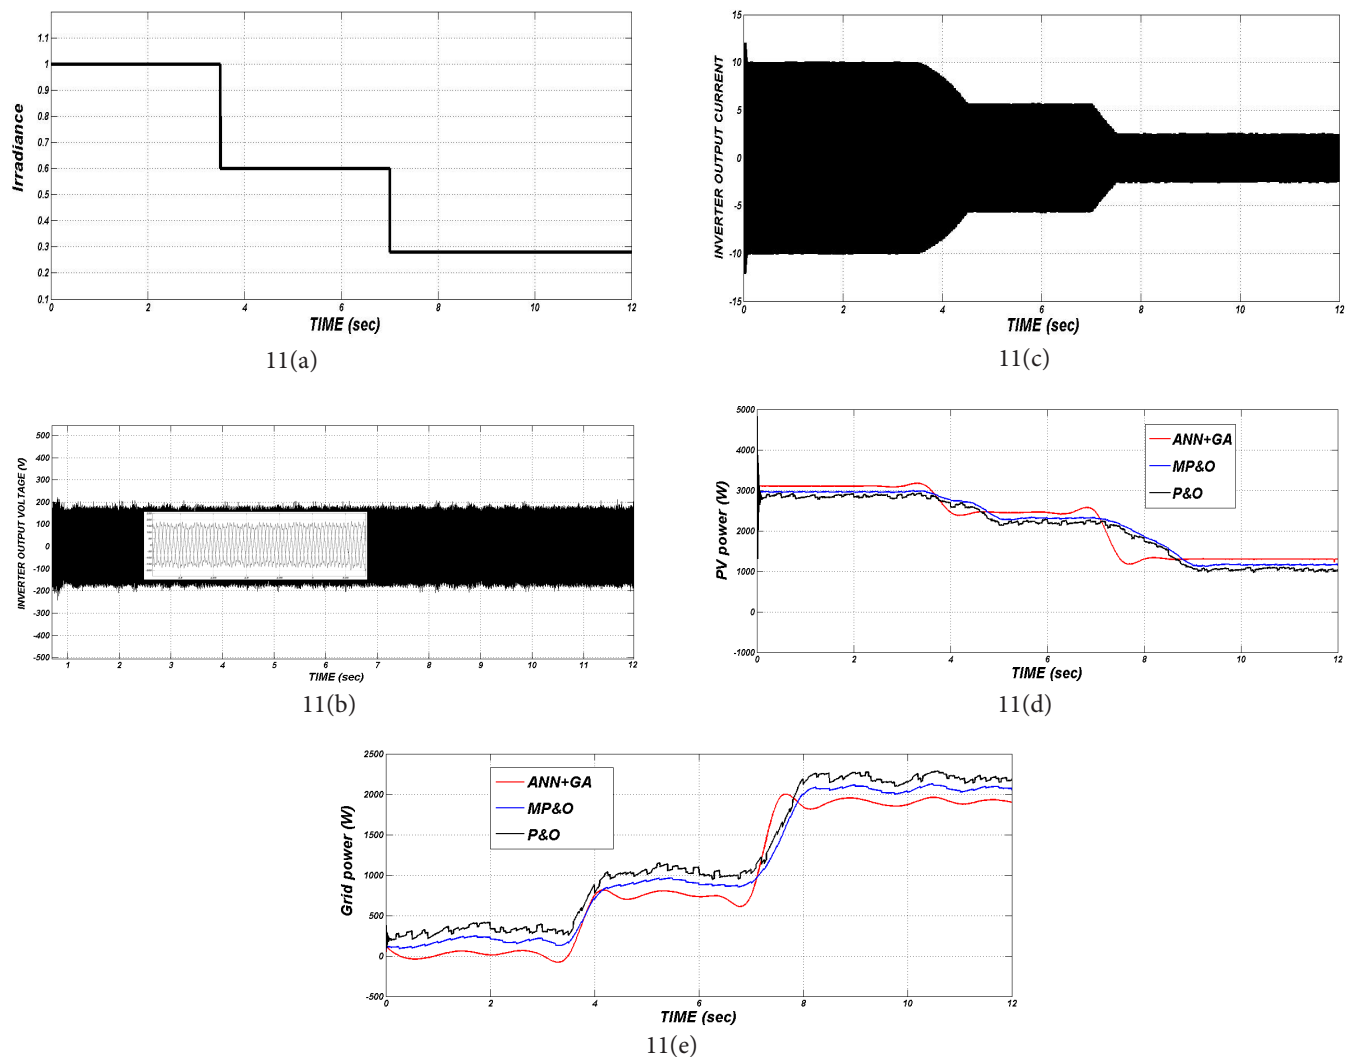 1.1
1
0.9
0.8
0.7
0.6
0.5
0.4
0.3
0.2
0.1
Irradiance
0 2 4 6 8 10 12
TIME (sec)
11(a)
15
10
5
0
-5
-10
-15
INVERTER OUTPUT CURRENT
0 2 4 6 8 10 12
TIME (sec)
11(c)
500
400
300
200
100
0
-100
-200
-300
-400
-500
INVERTER OUTPUT VOLTAGE (V)
1 2 3 4 5 6 7 8 9 10 11 12
TIME (sec)
11(b)
5000
4000
3000
2000
1000
0
-1000
PV power (W)
ANN+GA
MP&O
P&O
0 2 4 6 8 10 12
TIME (sec)
11(d)
2500
2000
1500
1000
500
0
-500
Grid power (W)
ANN+GA
MP&O
P&O
0 2 4 6 8 10 12
TIME (sec)
11(e)